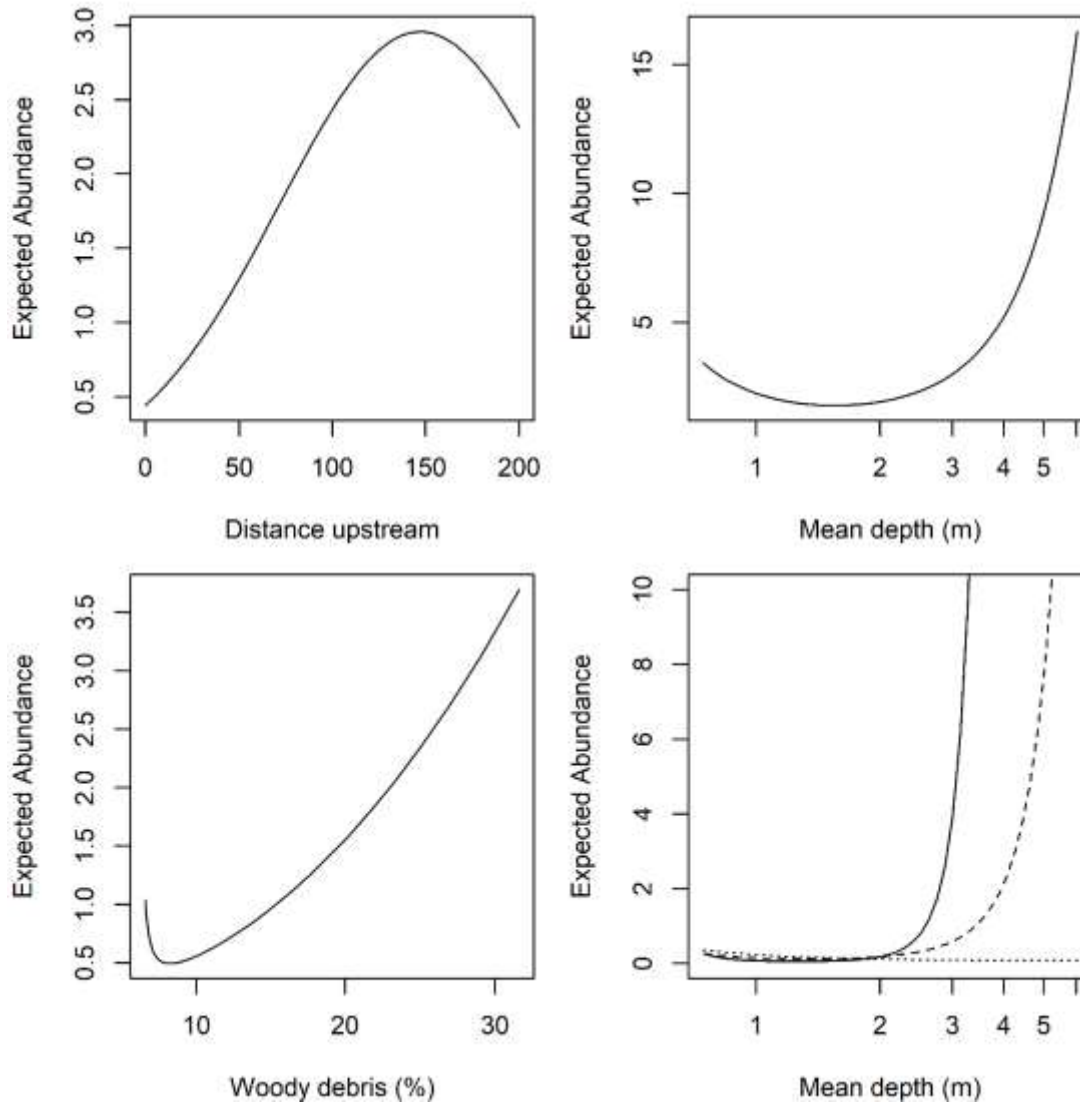 Expected Abundance
3.0
2.5
2.0
1.5
1.0
0.5
0 50 100 150 200
Distance upstream
Expected Abundance
15
10
5
1 2 3 4 5
Mean depth (m)
Expected Abundance
3.5
3.0
2.5
2.0
1.5
1.0
0.5
10 20 30
Woody debris (%)
Expected Abundance
10
8
6
4
2
0
1 2 3 4 5
Mean depth (m)